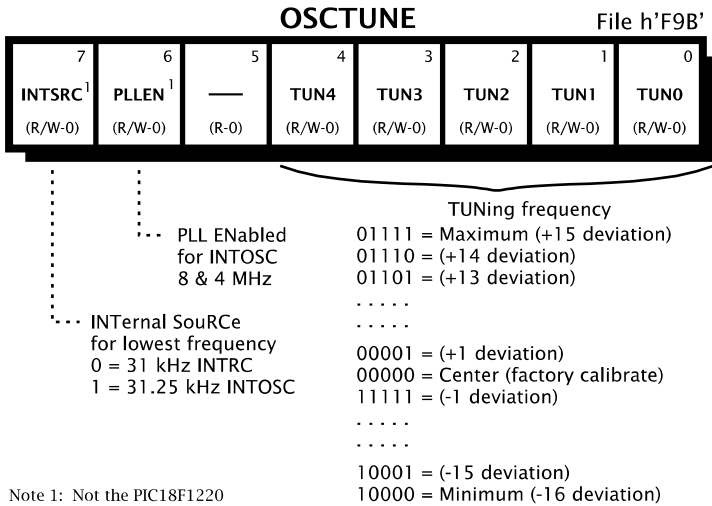 OSCTUNE
File h'F9B'
7 6 5 4 3 2 1 0
INTSRC1 PLLEN1 — TUN4 TUN3 TUN2 TUN1 TUN0
(R/W-0) (R/W-0) (R-0) (R/W-0) (R/W-0) (R/W-0) (R/W-0) (R/W-0)
PLL ENabled
for INTOSC
8 & 4 MHz
INTernal SouRCe
for lowest frequency
0 = 31 kHz INTRC
1 = 31.25 kHz INTOSC
TUNing frequency
01111 = Maximum (+15 deviation)
01110 = (+14 deviation)
01101 = (+13 deviation)
. . . . .
. . . . .
00001 = (+1 deviation)
00000 = Center (factory calibrate)
11111 = (-1 deviation)
. . . . .
. . . . .
10001 = (-15 deviation)
10000 = Minimum (-16 deviation)
Note 1: Not the PIC18F1220